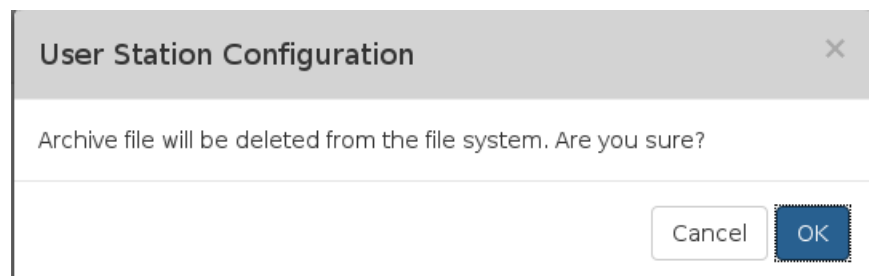 User Station Configuration
Archive file will be deleted from the file system. Are you sure?
Cancel OK